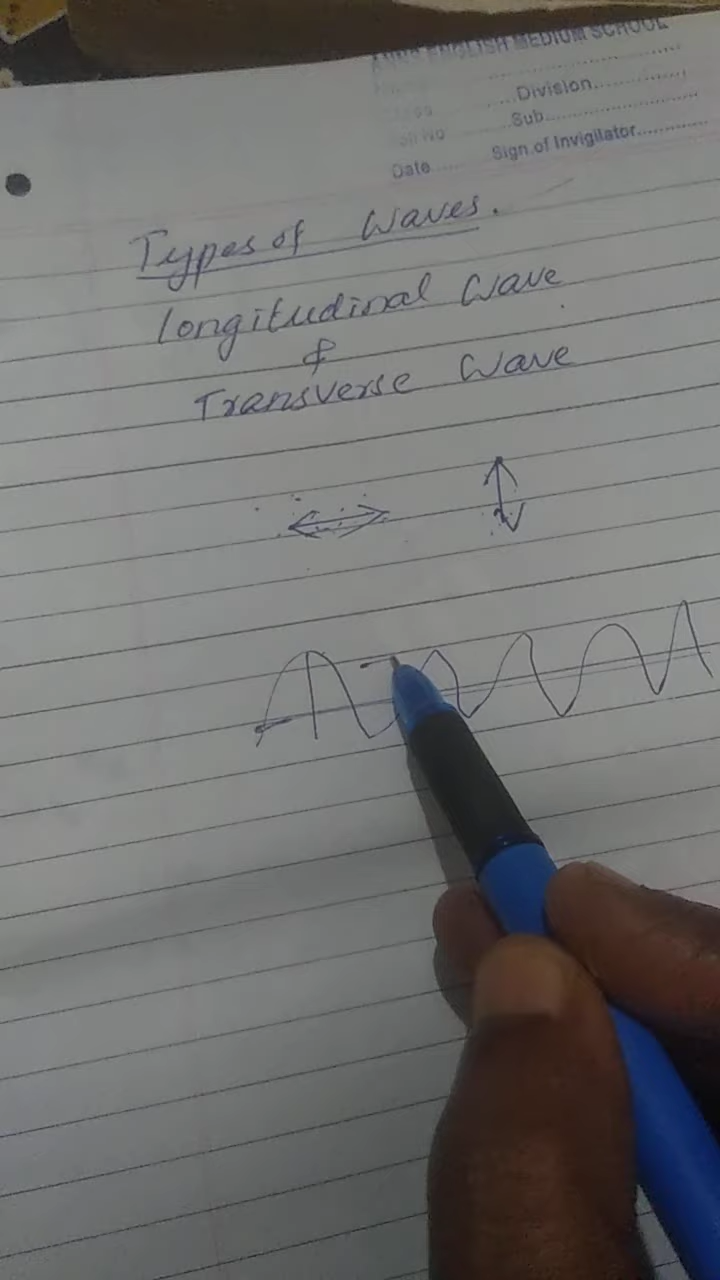 ENGLISH MEDIUM SCHOOL
Division
Sub
Date Sign of Invigilator
Types of Waves.
Longitudinal Wave
&
Transverse Wave